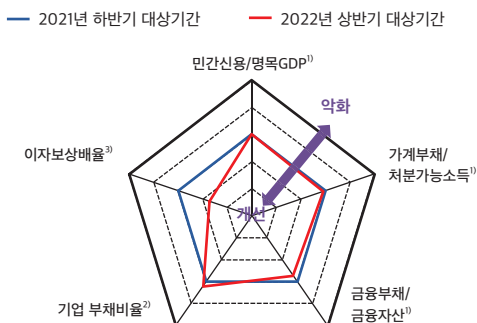 2021년 하반기 대상기간 2022년 상반기 대상기간
민간신용/명목GDP1)
악화
이자보상배율3)
가계부채/
처분가능소득1)
개선
기업 부채비율2)
금융부채/
금융자산1)